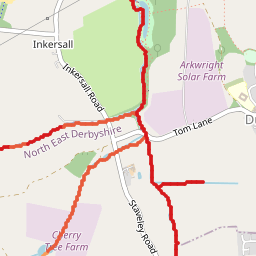 Inkersall
Arkwright
Solar Farm
Inkersall Road
North East Derbyshire
Tom Lane
Staveley Road
Cherry
Tree Farm